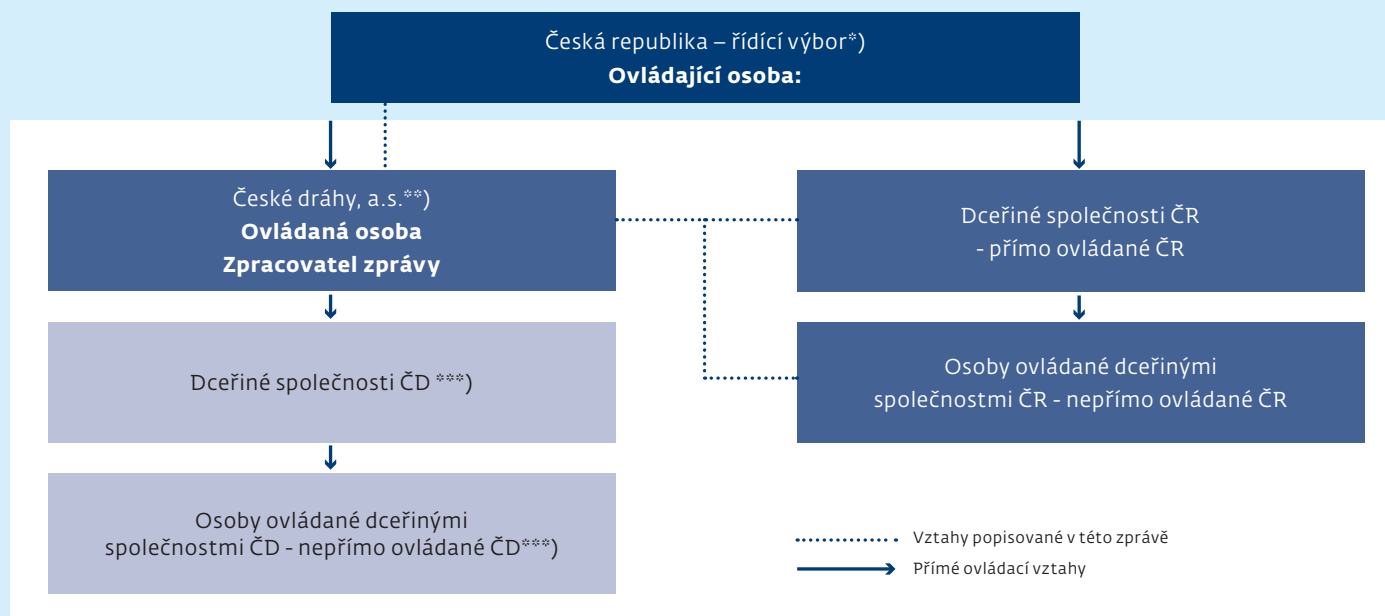 Česká republika – řídící výbor*)
Ovládající osoba:
České dráhy, a.s.**)
Ovládaná osoba
Zpracovatel zprávy
Dceřiné společnosti ČR
- přímo ovládané ČR
Dceřiné společnosti ČD ***)
Osoby ovládané dceřinými
společnostmi ČR - nepřímo ovládané ČR
Osoby ovládané dceřinými
společnostmi ČD - nepřímo ovládané ČD***)
Vztahy popisované v této zprávě
Přímé ovládací vztahy